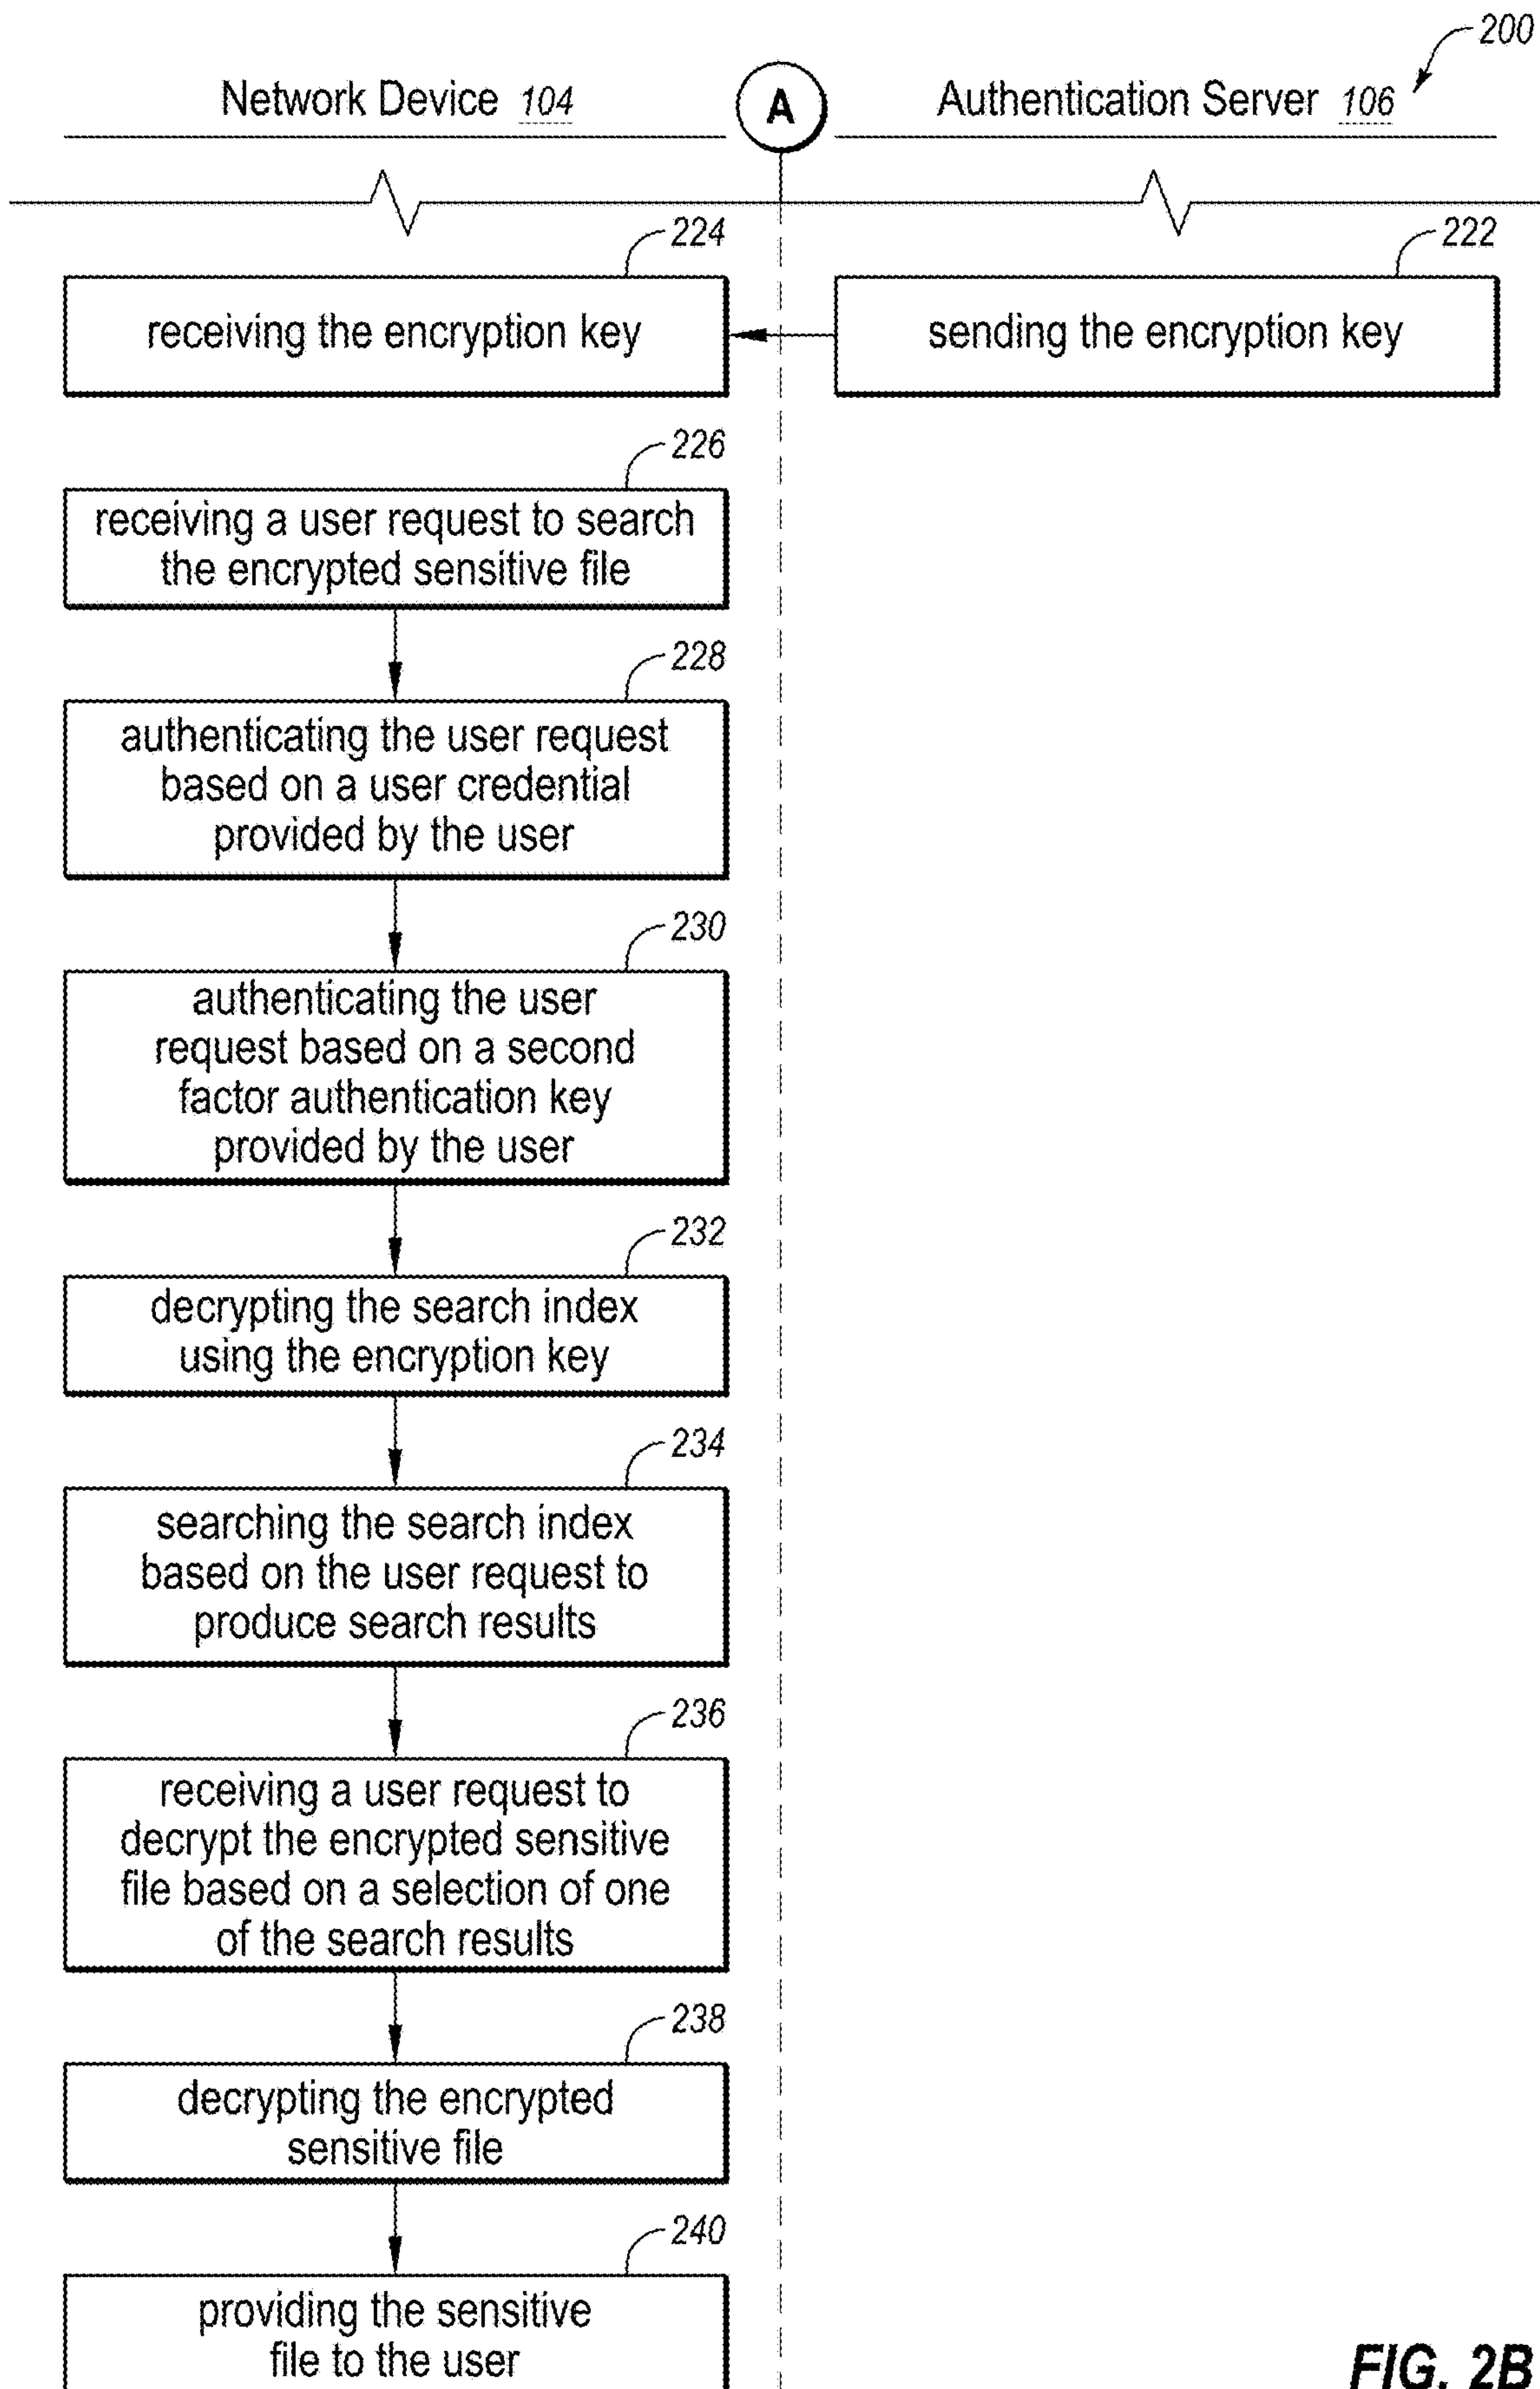 200
Network Device 104
A
Authentication Server 106
224
receiving the encryption key
222
sending the encryption key
226
receiving a user request to search
the encrypted sensitive file
228
authenticating the user request
based on a user credential
provided by the user
230
authenticating the user
request based on a second
factor authentication key
provided by the user
232
decrypting the search index
using the encryption key
234
searching the search index
based on the user request to
produce search results
236
receiving a user request to
decrypt the encrypted sensitive
file based on a selection of one
of the search results
238
decrypting the encrypted
sensitive file
240
providing the sensitive
file to the user
FIG. 2B